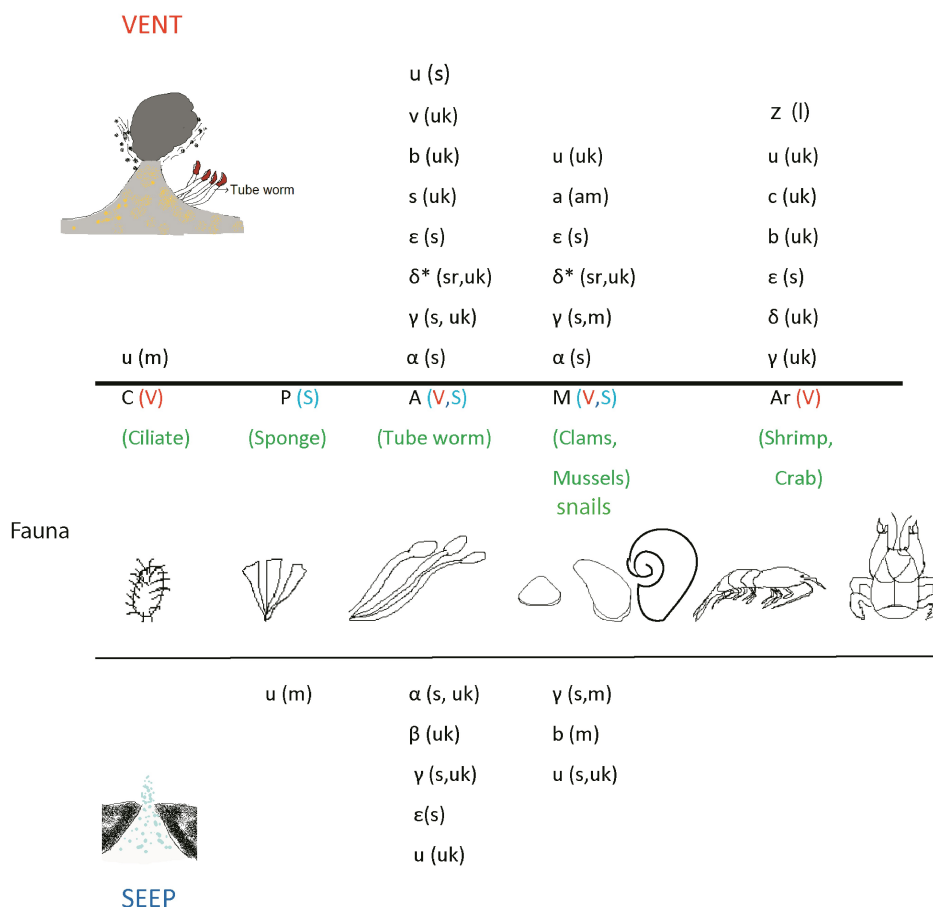 VENT
Tube worm
u (s)
v (uk)
z (l)
b (uk) u (uk) u (uk)
s (uk) a (am) c (uk)
ε (s) ε (s) b (uk)
δ* (sr,uk) δ* (sr,uk) ε (s)
γ (s, uk) γ (s,m) δ (uk)
u (m) α (s) α (s) γ (uk)
C (V) P (S) A (V,S) M (V,S) Ar (V)
(Ciliate) (Sponge) (Tube worm) (Clams, (Shrimp,
Mussels) Crab)
snails
Fauna
u (m) α (s, uk) γ (s,m)
β (uk) b (m)
γ (s,uk) u (s,uk)
ε(s)
u (uk)
SEEP